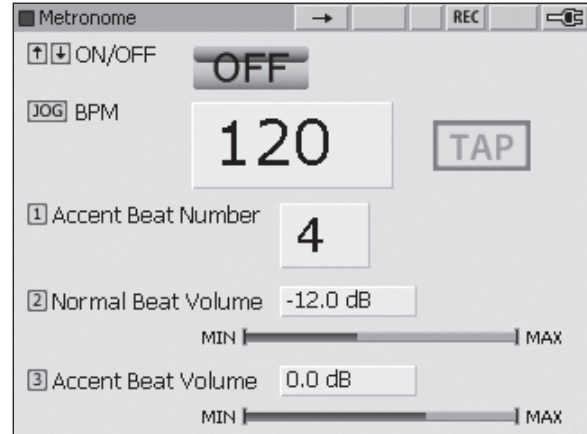 Metronome → REC
↑ ↓ ON/OFF OFF
JOG BPM 120 TAP
1 Accent Beat Number 4
2 Normal Beat Volume -12.0 dB
MIN MAX
3 Accent Beat Volume 0.0 dB
MIN MAX